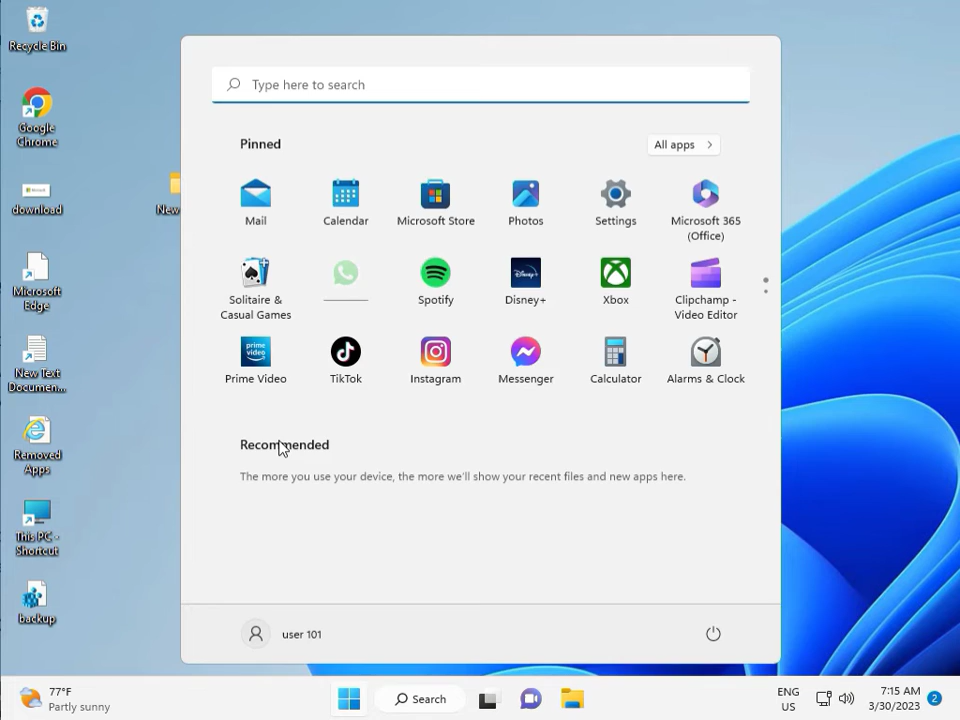 Recycle Bin
Google
Chrome
download
New
Microsoft
Edge
New Text
Documen...
Removed
Apps
This PC -
Shortcut
backup
Type here to search
Pinned
All apps
Mail
Calendar
Microsoft Store
Photos
Settings
Microsoft 365
(Office)
Solitaire &
Casual Games
Spotify
Disney+
Xbox
Clipchamp -
Video Editor
prime
video
Prime Video
TikTok
Instagram
Messenger
Calculator
Alarms & Clock
Recommended
The more you use your device, the more we'll show your recent files and new apps here.
user 101
77°F
Partly sunny
Search
ENG
US
7:15 AM
3/30/2023
2